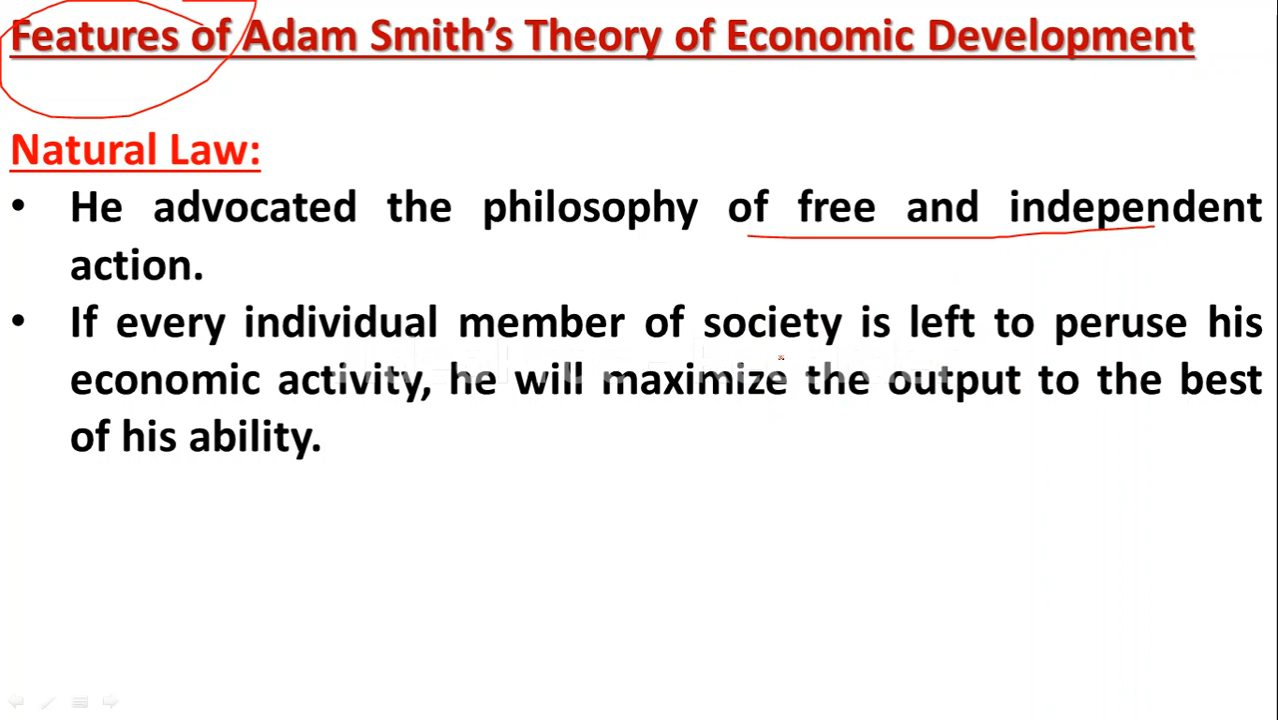 Features of Adam Smith’s Theory of Economic Development
Natural Law:
• He advocated the philosophy of free and independent
action.
• If every individual member of society is left to peruse his
economic activity, he will maximize the output to the best
of his ability.